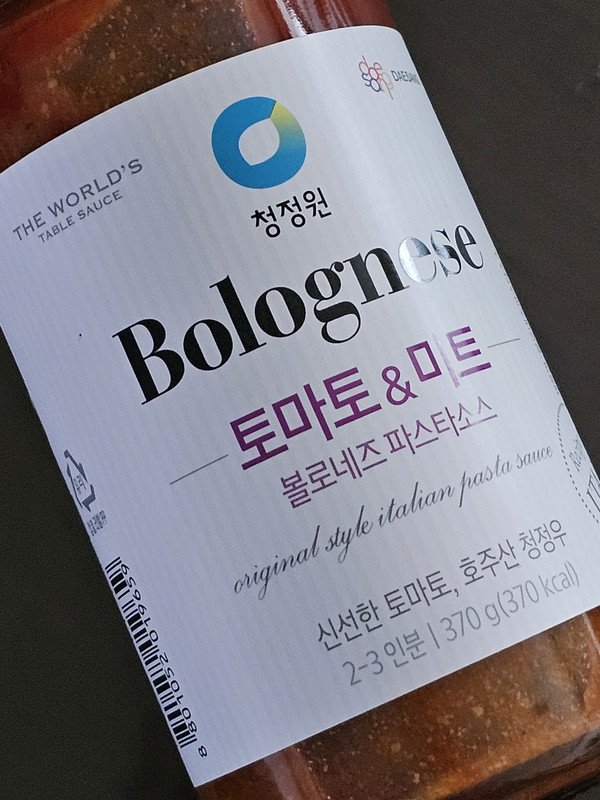 DAESANG
THE WORLD'S
TABLE SAUCE
청정원
Bolognese
토마토 & 미트
볼로네즈 파스타소스
original style italian pasta sauce
신선한 토마토, 호주산 청정우
2-3 인분 | 370 g(370 kcal)
유리